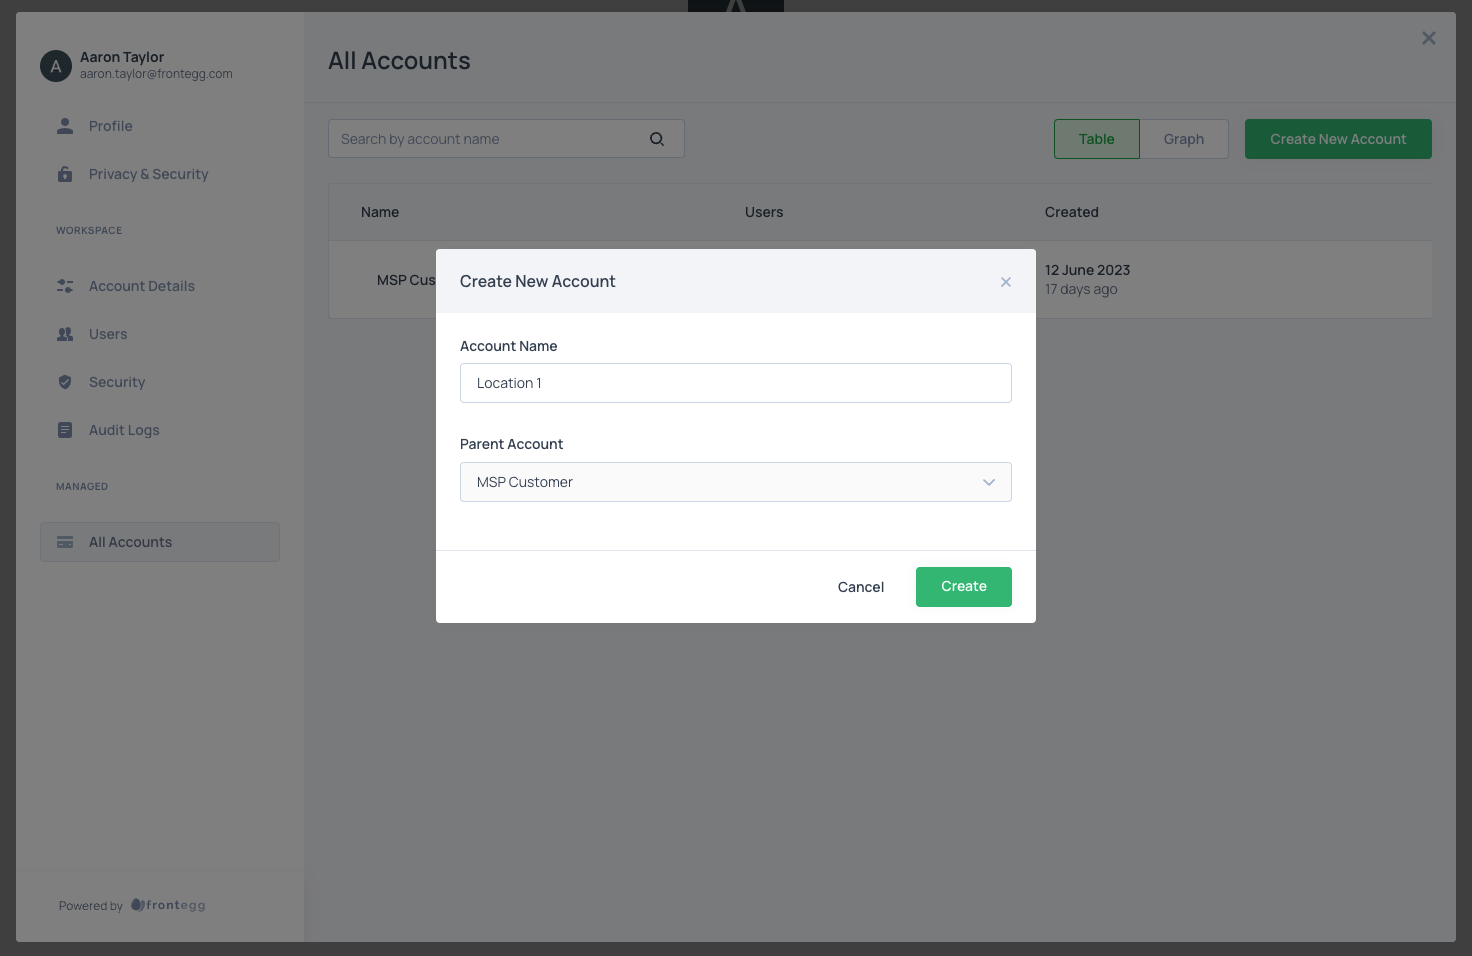 A
Aaron Taylor
aaron.taylor@frontegg.com
Profile
Privacy & Security
WORKSPACE
Account Details
Users
Security
Audit Logs
MANAGED
All Accounts
Powered by frontegg
All Accounts
Search by account name
Table
Graph
Create New Account
Name
Users
Created
MSP Cus
12 June 2023
17 days ago
Create New Account
Account Name
Location 1
Parent Account
MSP Customer
Cancel
Create